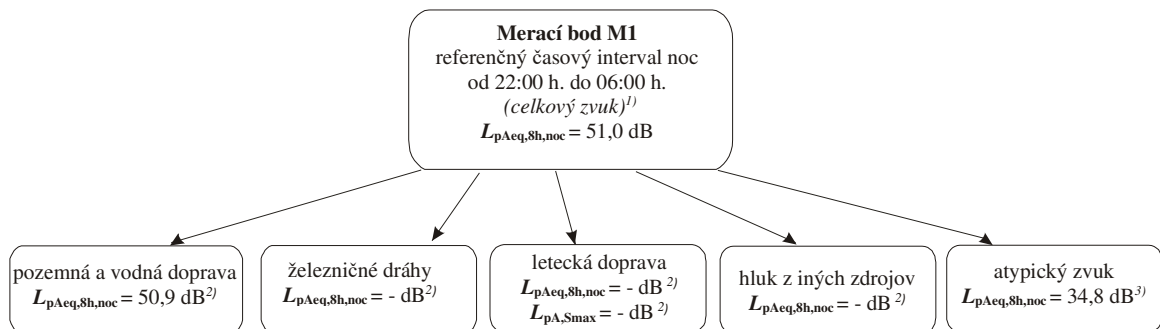 Merací bod M1
referenčný časový interval noc
od 22:00 h. do 06:00 h.
(celkový zvuk)1)
LpAeq,8h,noc = 51,0 dB
pozemná a vodná doprava
LpAeq,8h,noc = 50,9 dB2)
železničné dráhy
LpAeq,8h,noc = - dB2)
letecká doprava
LpAeq,8h,noc = - dB 2)
LpA,Smax = - dB 2)
hluk z iných zdrojov
LpAeq,8h,noc = - dB 2)
atypický zvuk
LpAeq,8h,noc = 34,8 dB3)